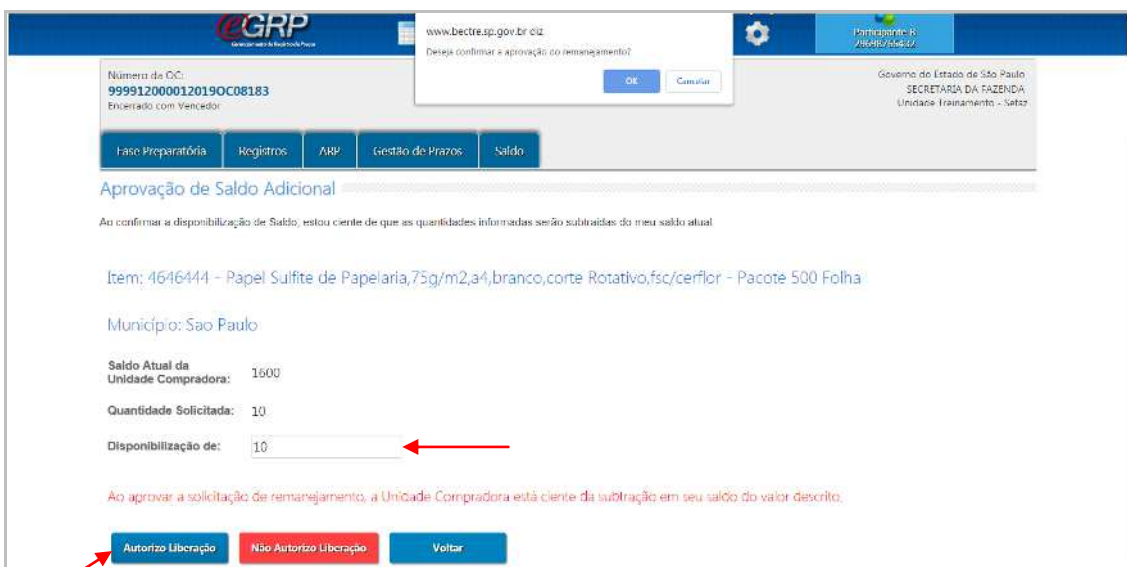 eGRP
Gerenciamento de Registro de Preços
www.bectre.sp.gov.br diz
Deseja confirmar a aprovação do remanejamento?
OK
Cancelar
Participante B
Número da OC:
999912000012019OC08183
Encerrado com Vencedor
Governo do Estado de São Paulo
SECRETARIA DA FAZENDA
Unidade Treinamento - Sefaz
Fase Preparatória
Registros
ARP
Gestão de Prazos
Saldo
Aprovação de Saldo Adicional
Ao confirmar a disponibilização de Saldo, estou ciente de que as quantidades informadas serão subtraídas do meu saldo atual
Item: 4646444 - Papel Sulfite de Papelaria,75g/m2,a4,branco,corte Rotativo,fsc/cerflor - Pacote 500 Folha
Município: Sao Paulo
Saldo Atual da
Unidade Compradora: 1600
Quantidade Solicitada: 10
Disponibilização de: 10
Ao aprovar a solicitação de remanejamento, a Unidade Compradora está ciente da subtração em seu saldo do valor descrito.
Autorizo Liberação
Não Autorizo Liberação
Voltar